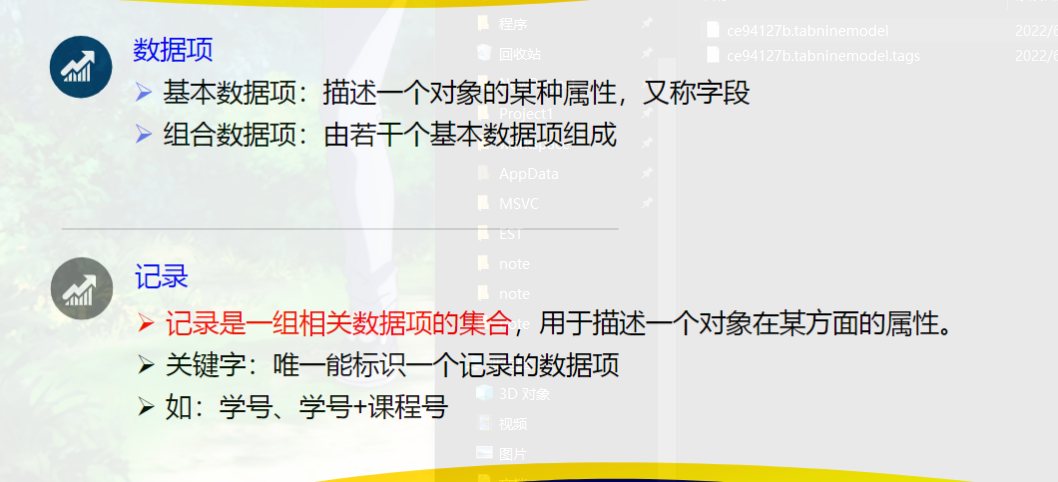 程序
ce94127b.tabninemodel
2022/6
数据项
回收站
ce94127b.tabninemodel.tags
2022/6
基本数据项：描述一个对象的某种属性，又称字段
Project1
组合数据项：由若干个基本数据项组成
AppData
MSVC
EST
note
记录
note
记录是一组相关数据项的集合，用于描述一个对象在某方面的属性。
note
关键字：唯一能标识一个记录的数据项
3D 对象
如：学号、学号+课程号
视频
图片